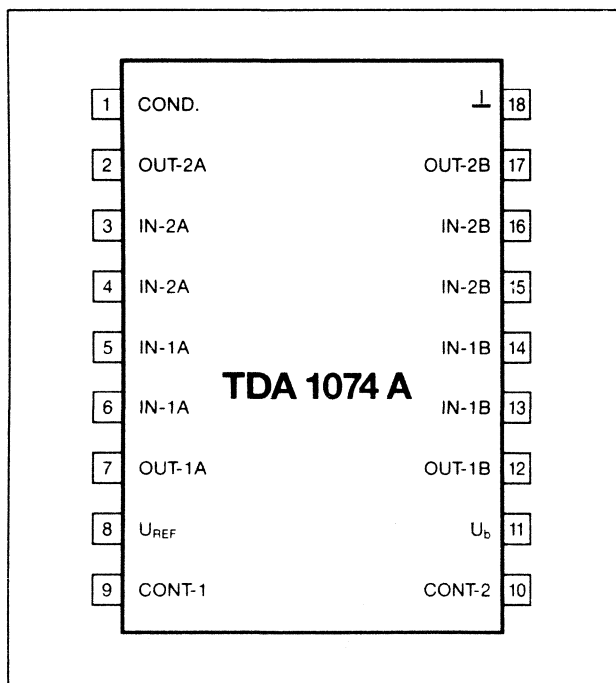 1 COND. ⊥ 18
2 OUT-2A OUT-2B 17
3 IN-2A IN-2B 16
4 IN-2A IN-2B 15
5 IN-1A IN-1B 14
TDA 1074 A
6 IN-1A IN-1B 13
7 OUT-1A OUT-1B 12
8 UREF Ub 11
9 CONT-1 CONT-2 10